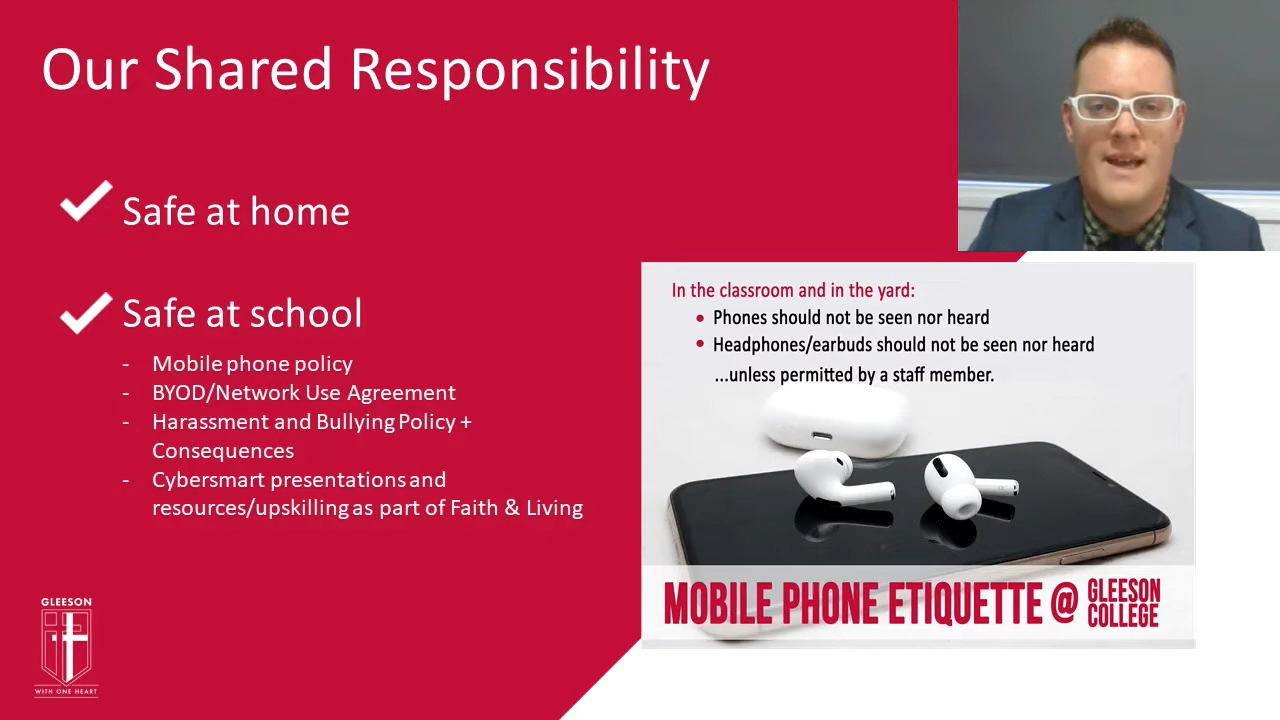 Our Shared Responsibility
Safe at home
Safe at school
- Mobile phone policy
- BYOD/Network Use Agreement
- Harassment and Bullying Policy +
Consequences
- Cybersmart presentations and
resources/upskilling as part of Faith & Living
In the classroom and in the yard:
• Phones should not be seen nor heard
• Headphones/earbuds should not be seen nor heard
...unless permitted by a staff member.
MOBILE PHONE ETIQUETTE @ GLEESON
COLLEGE
GLEESON
WITH ONE HEART